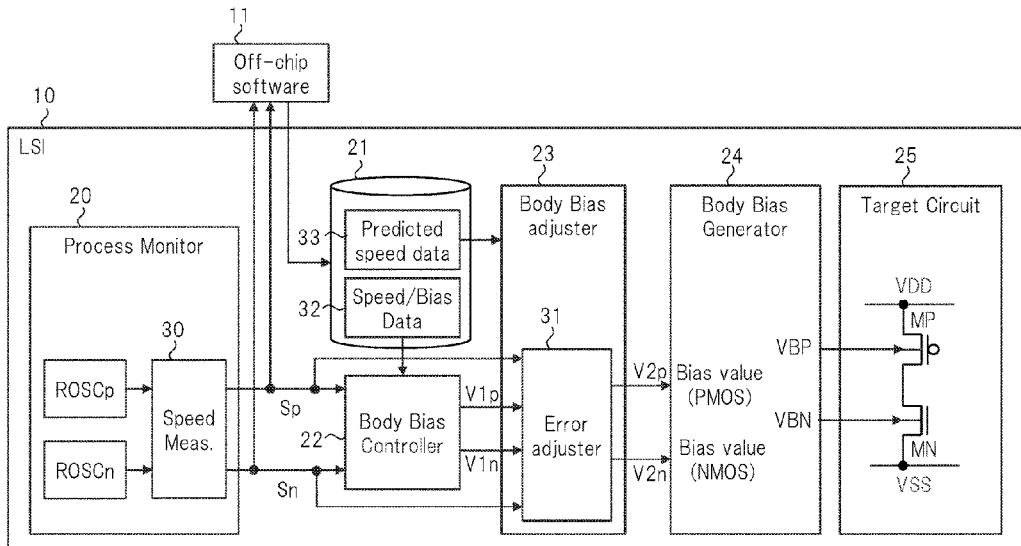 11
Off-chip
software
10
LSI
20
Process Monitor
30
ROSCp
ROSCn
Speed
Meas.
Sp
Sn
21
33
Predicted
speed data
32
Speed/Bias
Data
22
Body Bias
Controller
V1p
V1n
23
Body Bias
adjuster
31
Error
adjuster
V2p
V2n
24
Body Bias
Generator
Bias value
(PMOS)
Bias value
(NMOS)
VBP
VBN
25
Target Circuit
VDD
MP
MN
VSS